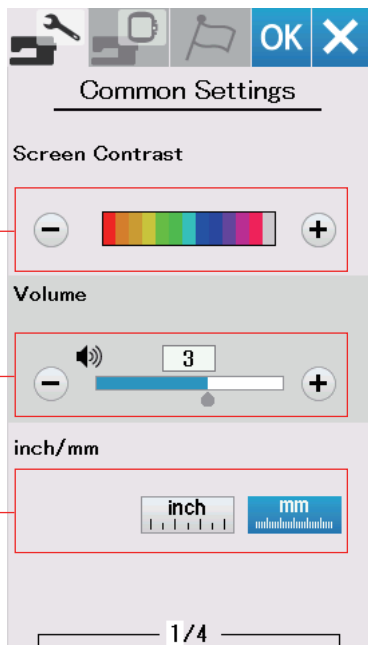 OK
Common Settings
Screen Contrast
Volume
3
inch/mm
inch
mm
1/4